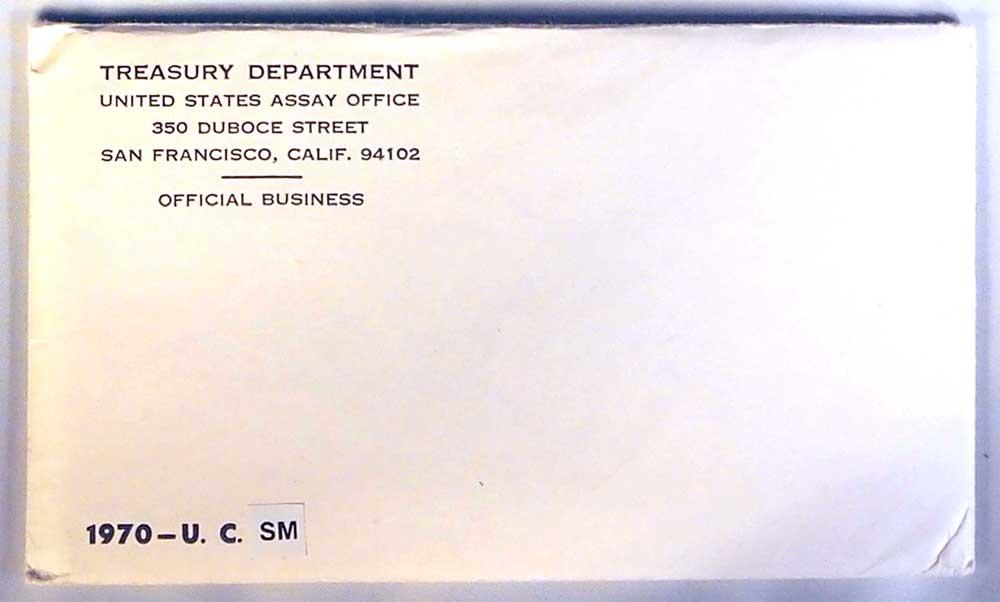 TREASURY DEPARTMENT
UNITED STATES ASSAY OFFICE
350 DUBOCE STREET
SAN FRANCISCO, CALIF. 94102
OFFICIAL BUSINESS
1970-U. C. SM